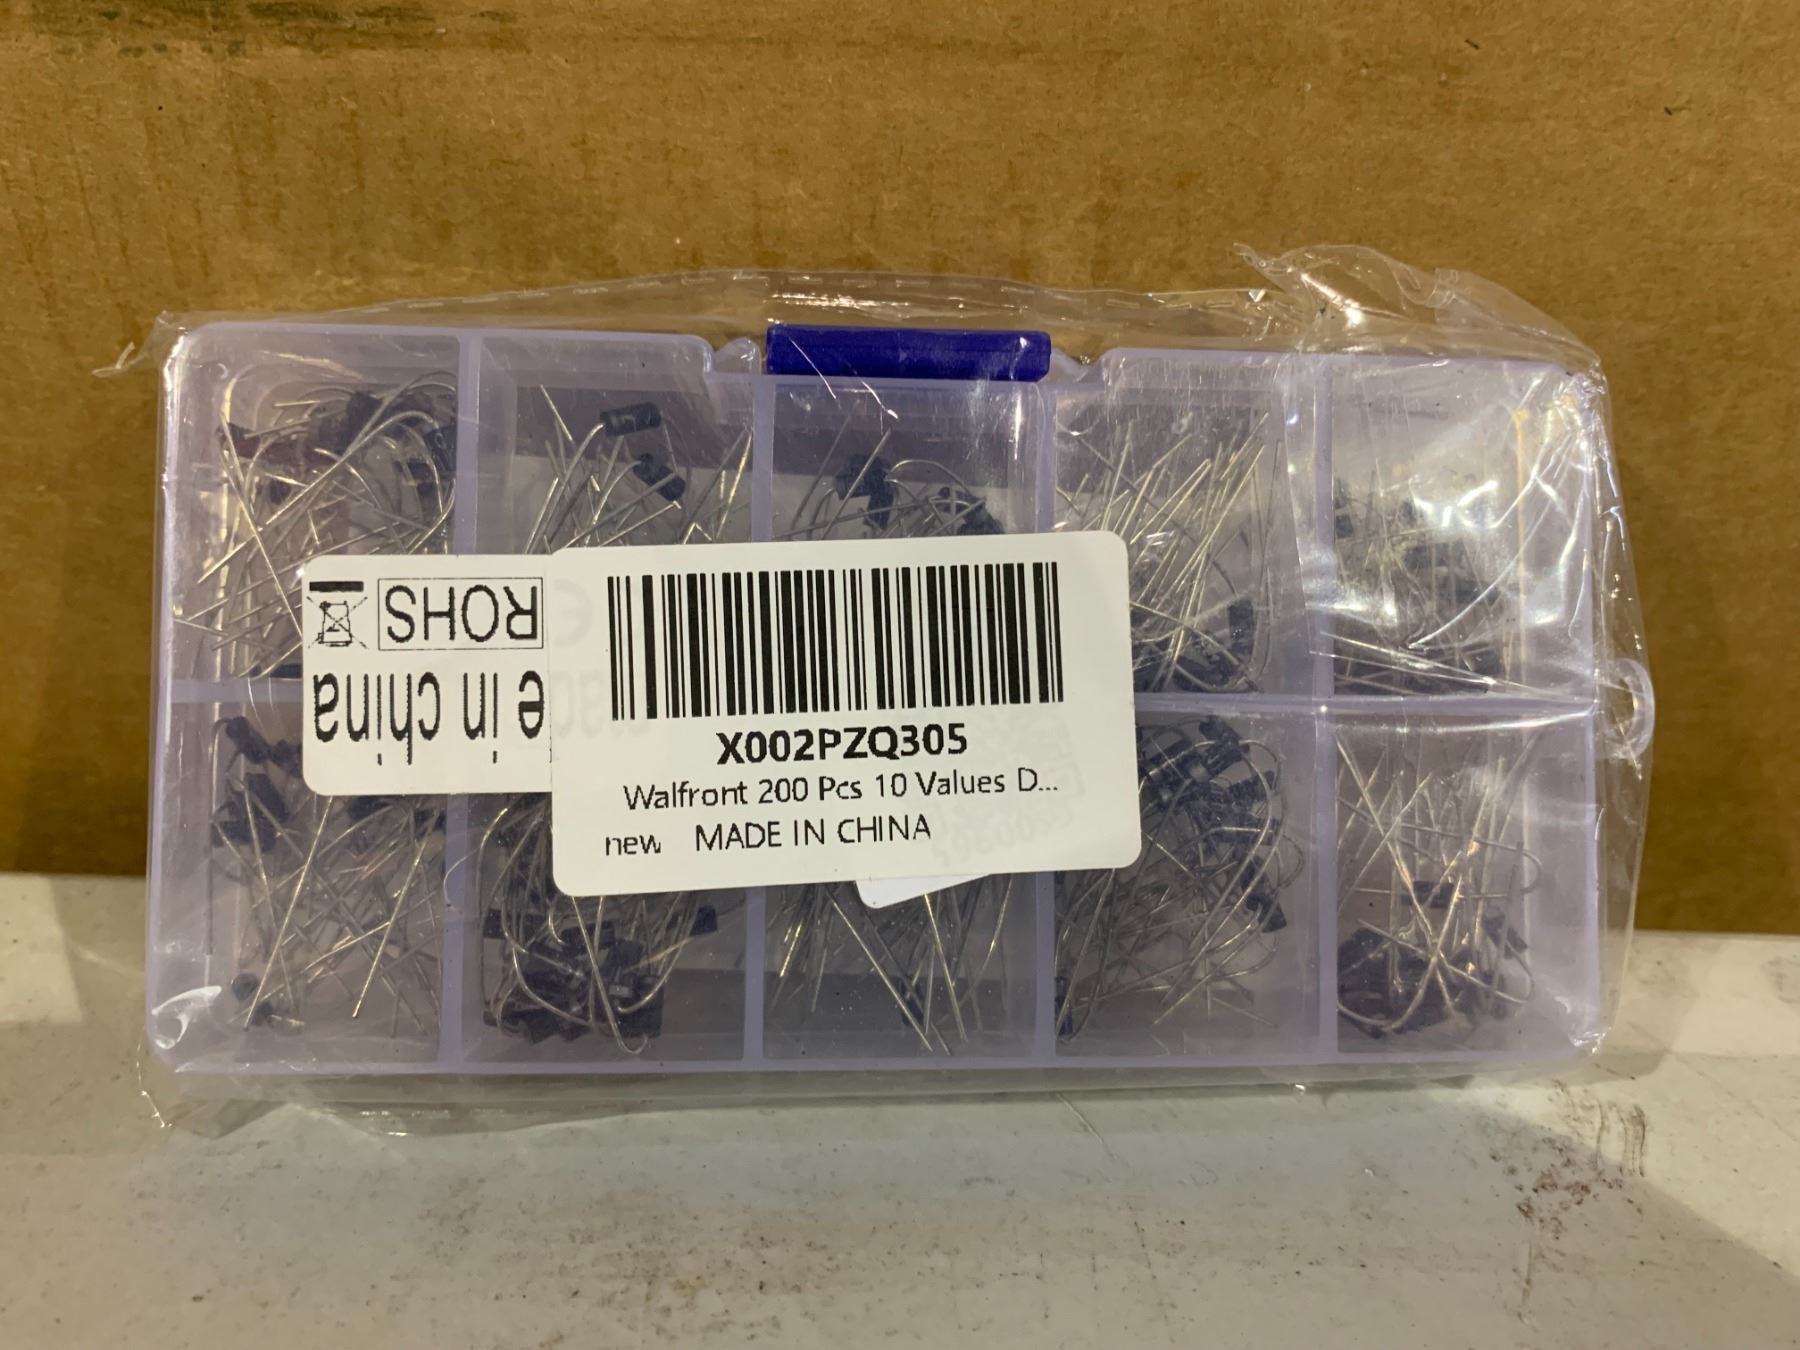 ROHS
e in china
X002PZQ305
Walfront 200 Pcs 10 Values D...
new MADE IN CHINA